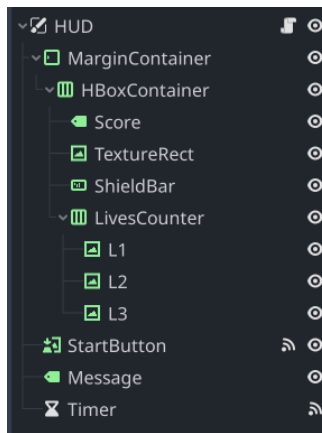 HUD
MarginContainer
HBoxContainer
Score
TextureRect
ShieldBar
LivesCounter
L1
L2
L3
StartButton
Message
Timer